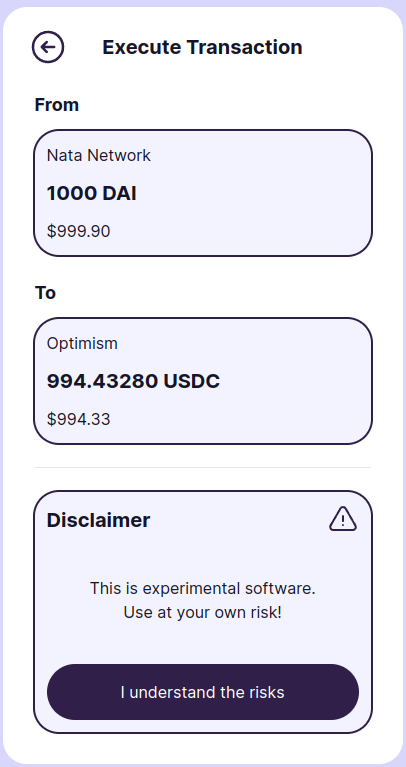 Execute Transaction
From
Nata Network
1000 DAI
$999.90
To
Optimism
994.43280 USDC
$994.33
Disclaimer
This is experimental software.
Use at your own risk!
I understand the risks